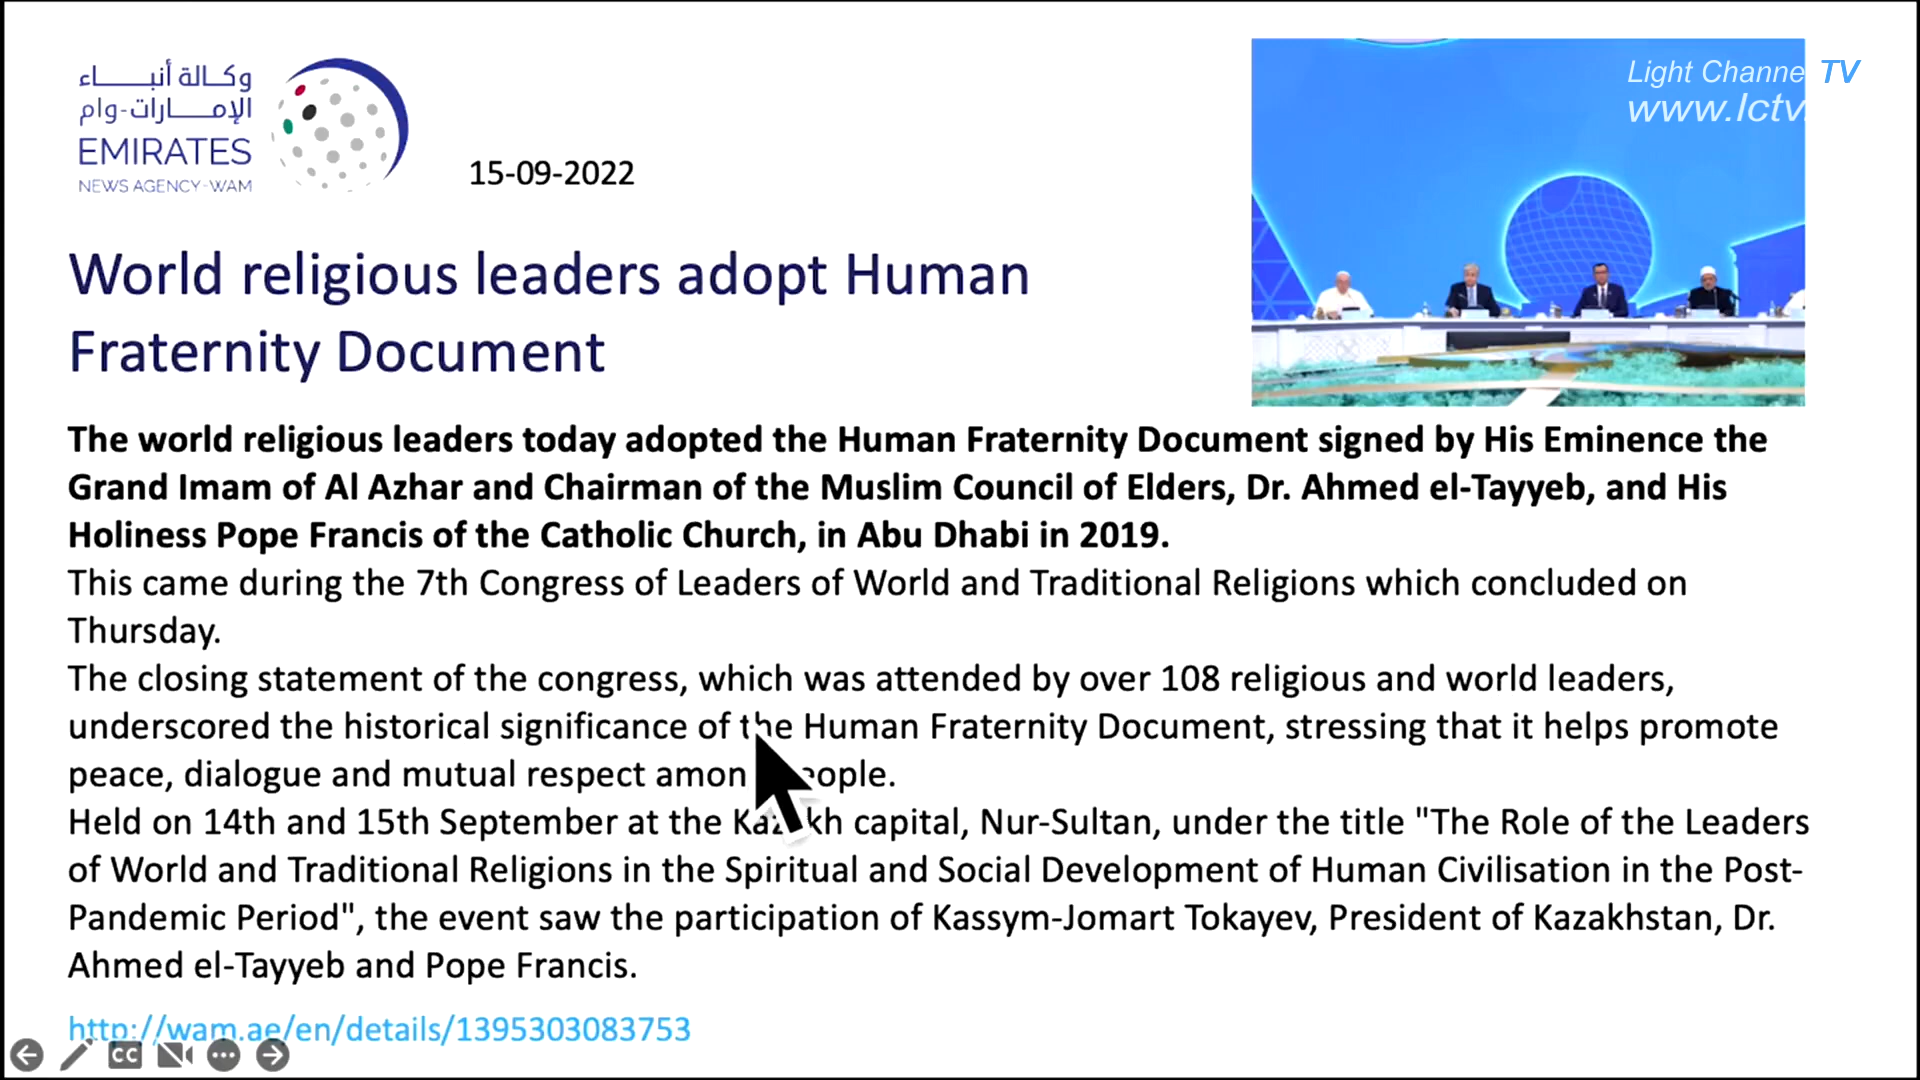 وكالة أنباء
الإمارات-وام
EMIRATES
NEWS AGENCY-WAM
15-09-2022
Light Channel TV
www.lctv.
World religious leaders adopt Human
Fraternity Document
The world religious leaders today adopted the Human Fraternity Document signed by His Eminence the
Grand Imam of Al Azhar and Chairman of the Muslim Council of Elders, Dr. Ahmed el-Tayyeb, and His
Holiness Pope Francis of the Catholic Church, in Abu Dhabi in 2019.
This came during the 7th Congress of Leaders of World and Traditional Religions which concluded on
Thursday.
The closing statement of the congress, which was attended by over 108 religious and world leaders,
underscored the historical significance of the Human Fraternity Document, stressing that it helps promote
peace, dialogue and mutual respect among people.
Held on 14th and 15th September at the Kazakh capital, Nur-Sultan, under the title "The Role of the Leaders
of World and Traditional Religions in the Spiritual and Social Development of Human Civilisation in the Post-
Pandemic Period", the event saw the participation of Kassym-Jomart Tokayev, President of Kazakhstan, Dr.
Ahmed el-Tayyeb and Pope Francis.
http://wam.ae/en/details/1395303083753
CC